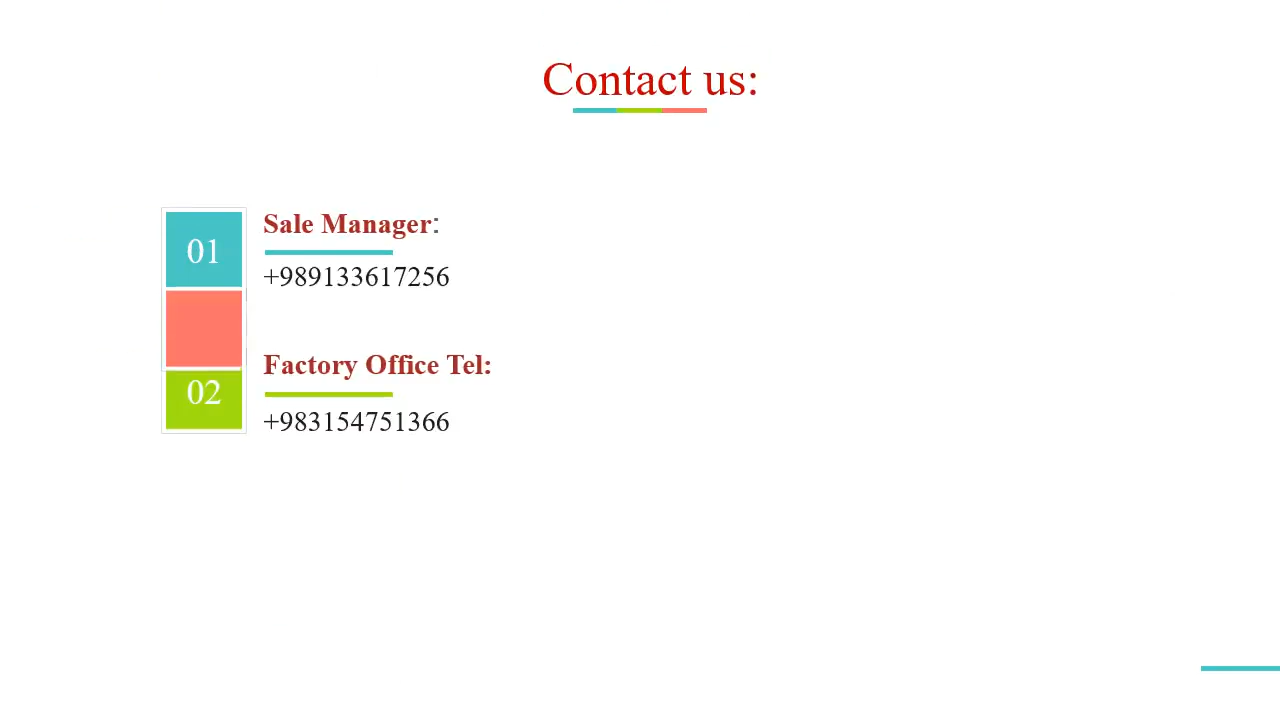 Contact us:
01
Sale Manager:
+989133617256
02
Factory Office Tel:
+983154751366